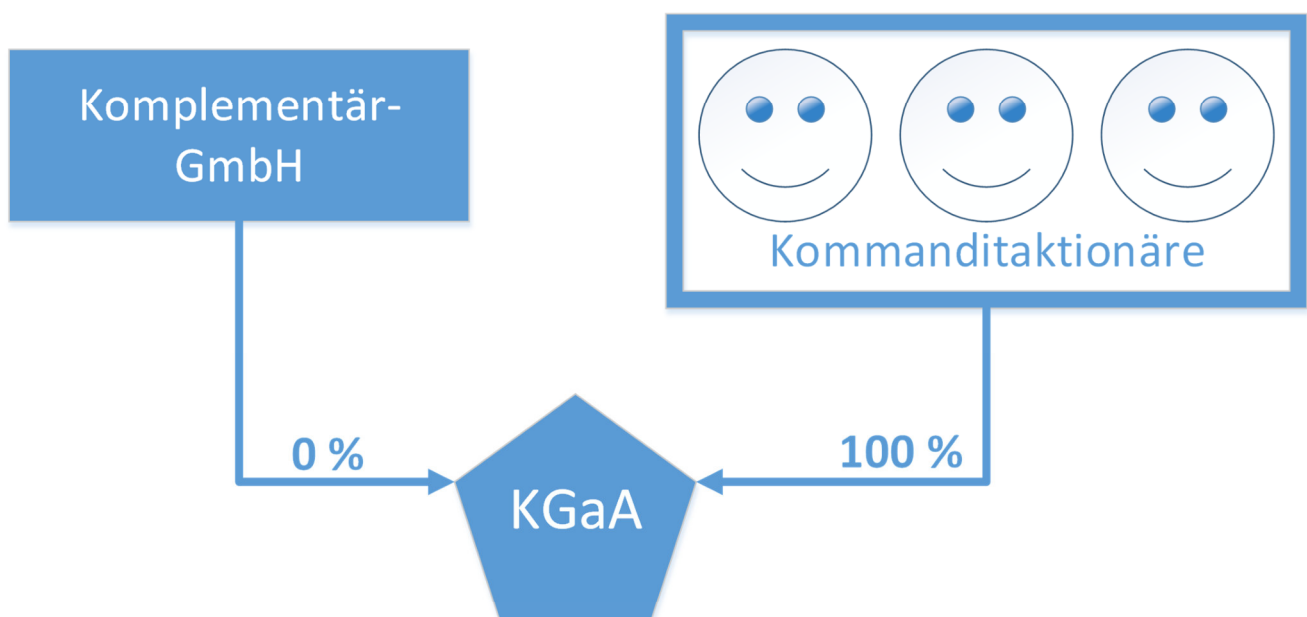 Komplementär-
GmbH
Kommanditaktionäre
0 %
100 %
KGaA